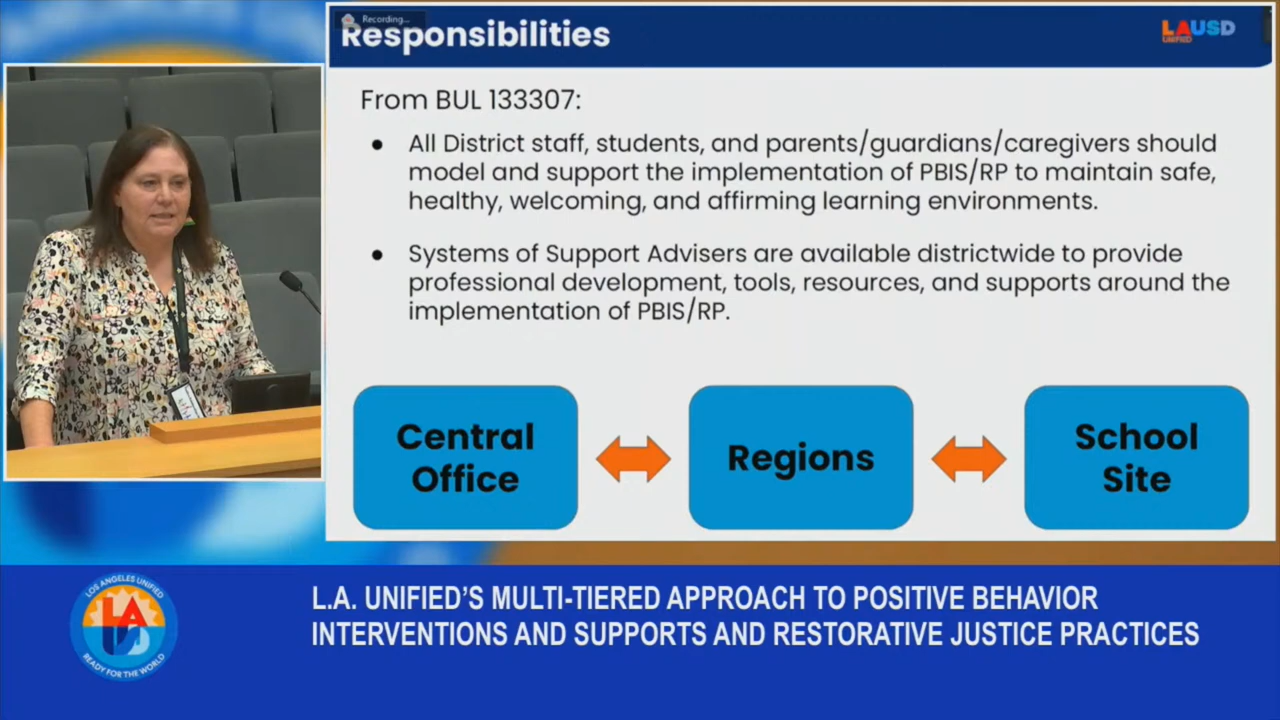 Recording...
Responsibilities
LAUSD
UNIFIED
From BUL 133307:
• All District staff, students, and parents/guardians/caregivers should
model and support the implementation of PBIS/RP to maintain safe,
healthy, welcoming, and affirming learning environments.
• Systems of Support Advisers are available districtwide to provide
professional development, tools, resources, and supports around the
implementation of PBIS/RP.
Central
Office
Regions
School
Site
LOS ANGELES UNIFIED
LAUSD
READY FOR THE WORLD
L.A. UNIFIED'S MULTI-TIERED APPROACH TO POSITIVE BEHAVIOR
INTERVENTIONS AND SUPPORTS AND RESTORATIVE JUSTICE PRACTICES